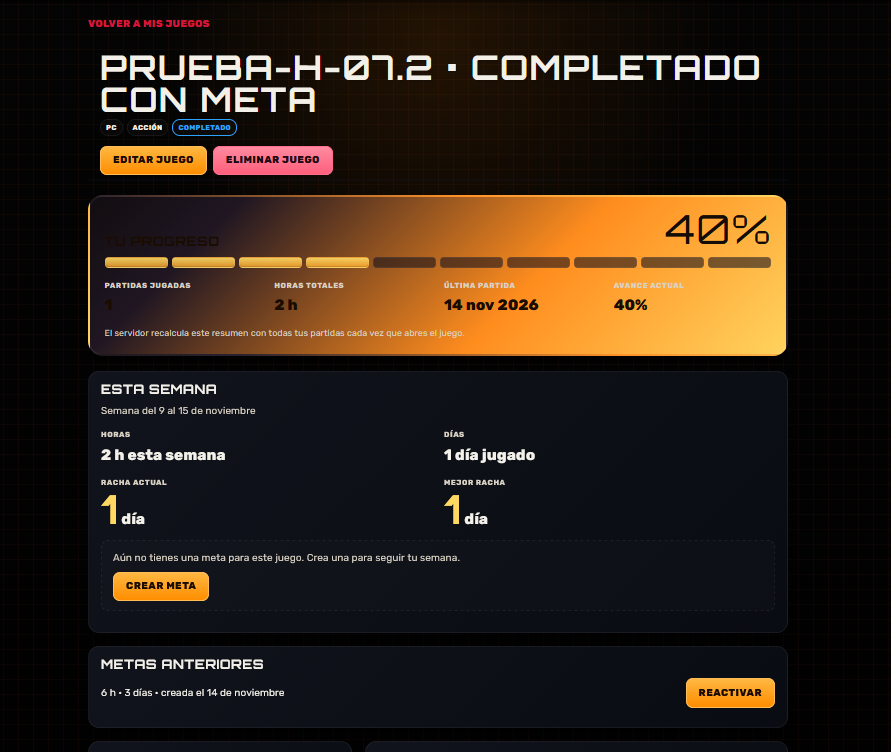 VOLVER A MIS JUEGOS
PRUEBA-H-07.2 · COMPLETADO
CON META
PC ACCIÓN COMPLETADO
EDITAR JUEGO ELIMINAR JUEGO
TU PROGRESO 40%
PARTIDAS JUGADAS HORAS TOTALES ÚLTIMA PARTIDA AVANCE ACTUAL
1 2 h 14 nov 2026 40%
El servidor recalcula este resumen con todas tus partidas cada vez que abres el juego.
ESTA SEMANA
Semana del 9 al 15 de noviembre
HORAS DÍAS
2 h esta semana 1 día jugado
RACHA ACTUAL MEJOR RACHA
1 día 1 día
Aún no tienes una meta para este juego. Crea una para seguir tu semana.
CREAR META
METAS ANTERIORES
6 h · 3 días · creada el 14 de noviembre REACTIVAR